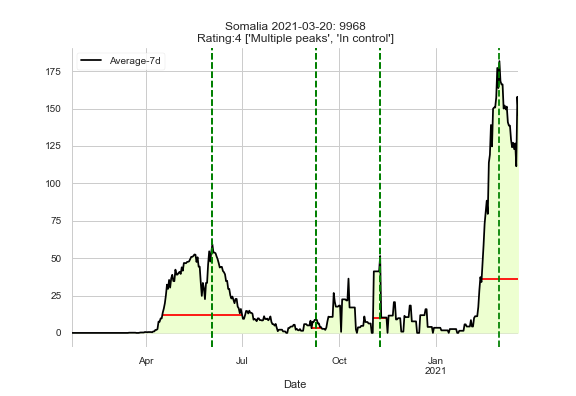 Somalia 2021-03-20: 9968
Rating:4 ['Multiple peaks', 'In control']
Average-7d
175
150
125
100
75
50
25
0
Apr Jul Oct Jan
2021
Date